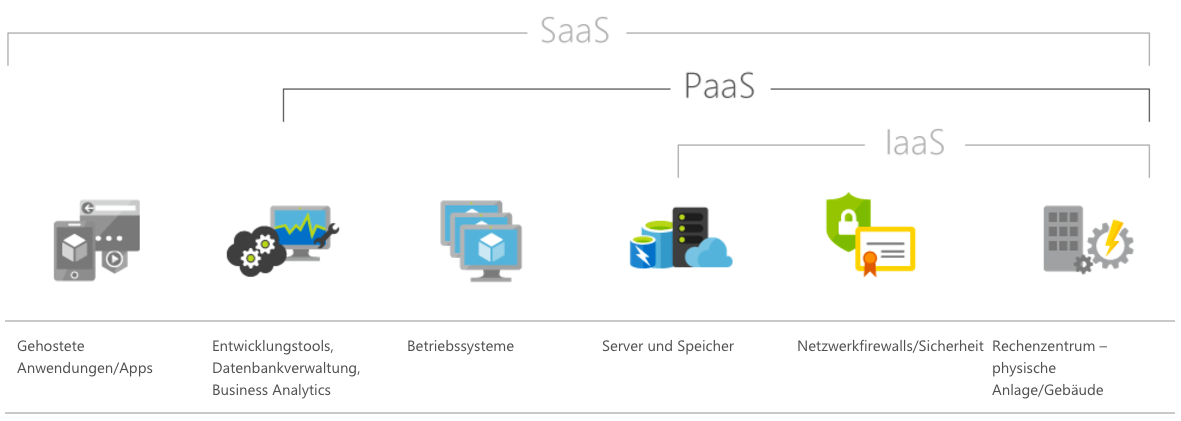 SaaS
PaaS
IaaS
Gehostete
Anwendungen/Apps
Entwicklungstools,
Datenbankverwaltung,
Business Analytics
Betriebssysteme
Server und Speicher
Netzwerkfirewalls/Sicherheit
Rechenzentrum –
physische
Anlage/Gebäude